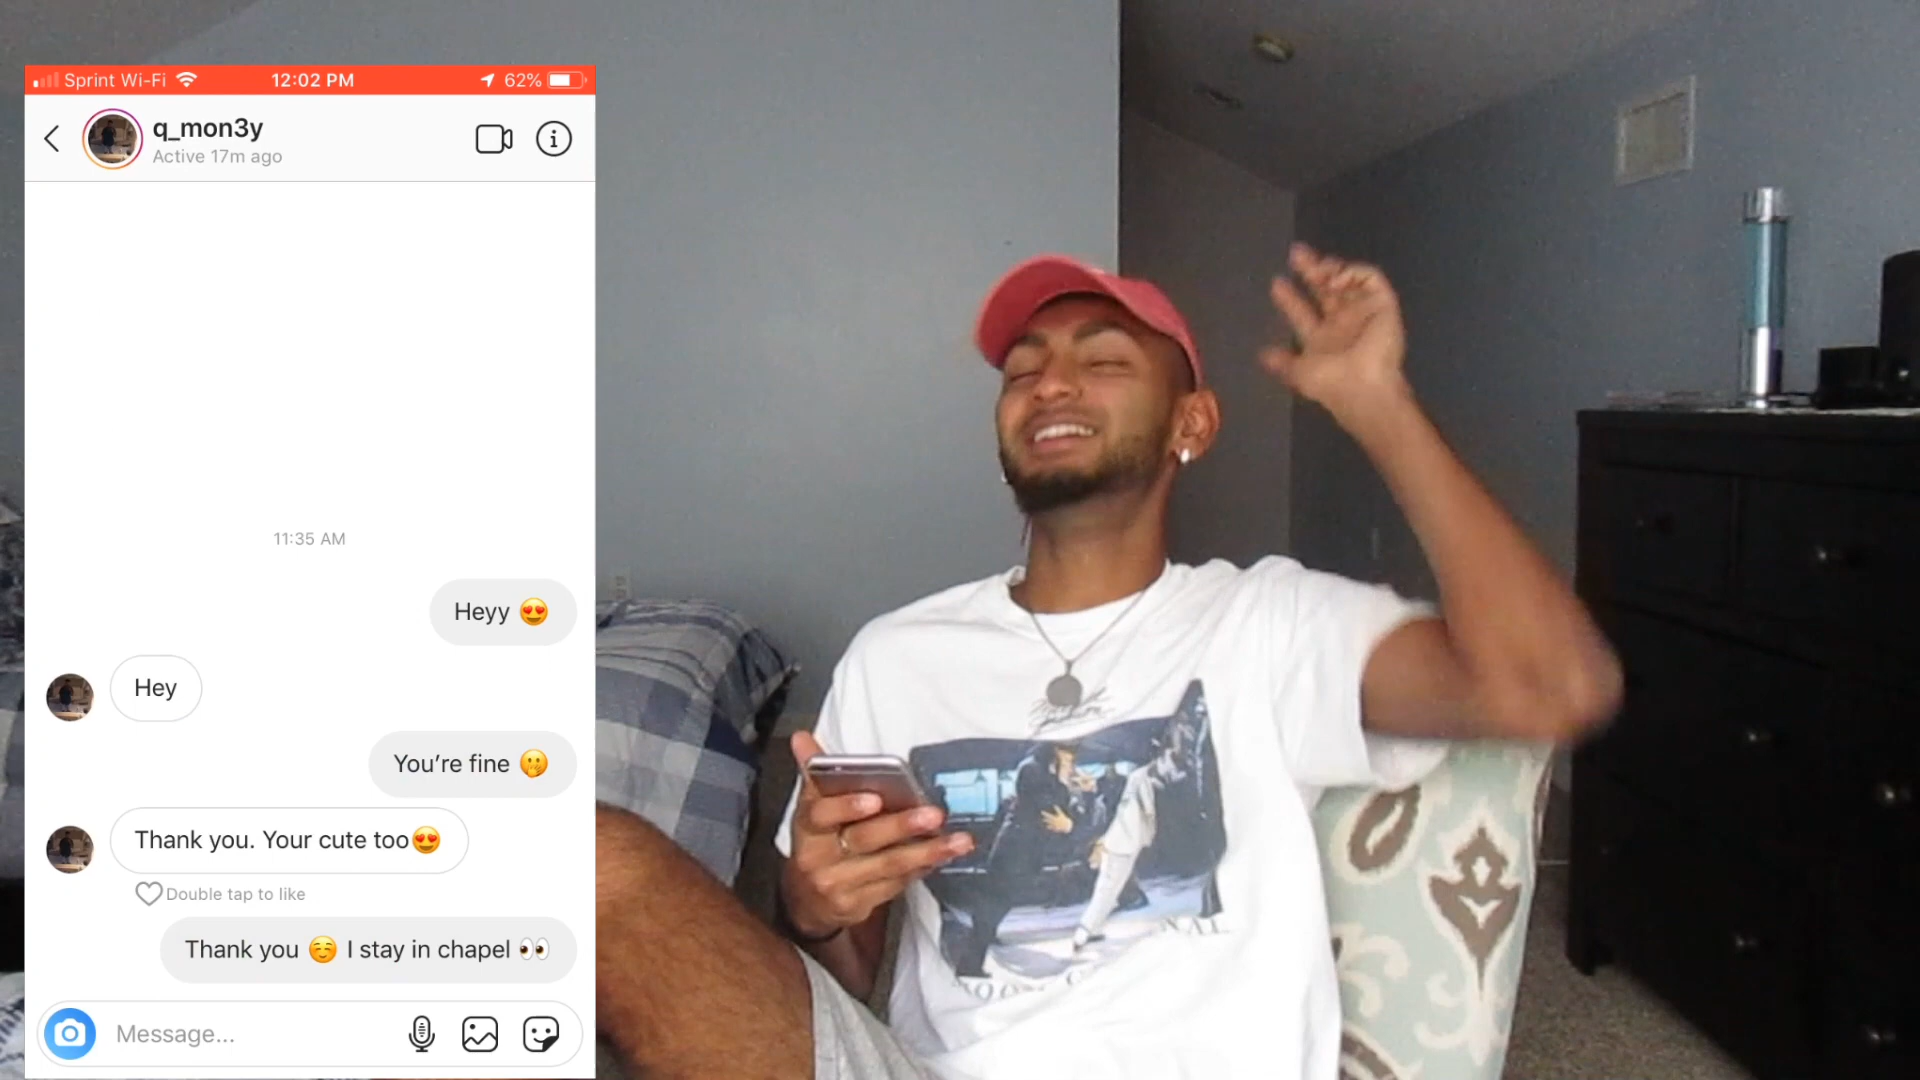 Sprint Wi-Fi 12:02 PM 62%
q_mon3y
Active 17m ago
11:35 AM
Heyy 😍
Hey
You're fine 🤭
Thank you. Your cute too😍
Double tap to like
Thank you ☺️ I stay in chapel 👀
Message...